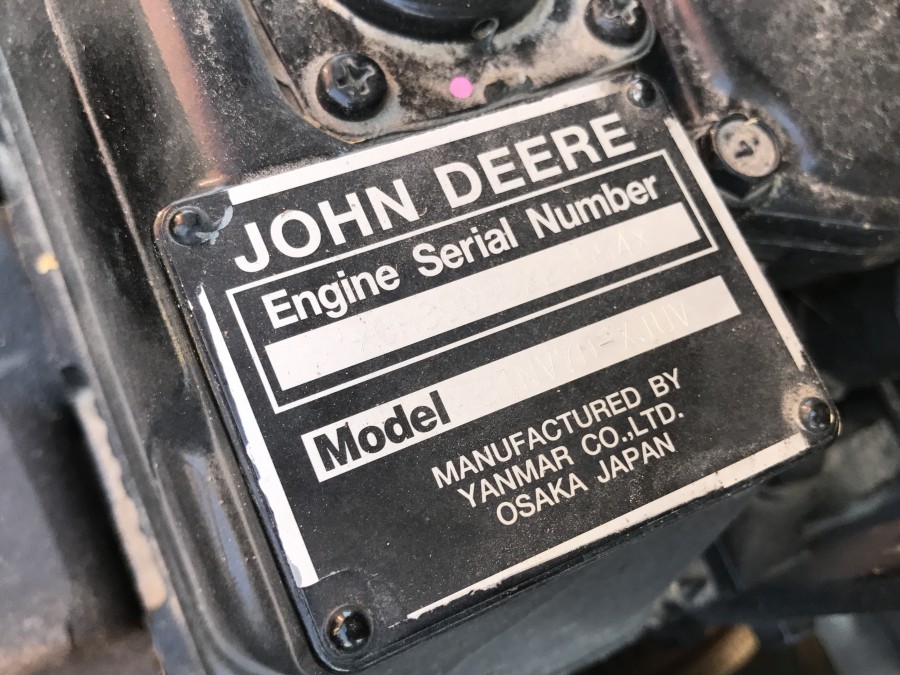 JOHN DEERE
Engine Serial Number
Model
MANUFACTURED BY
YANMAR CO.,LTD.
OSAKA JAPAN